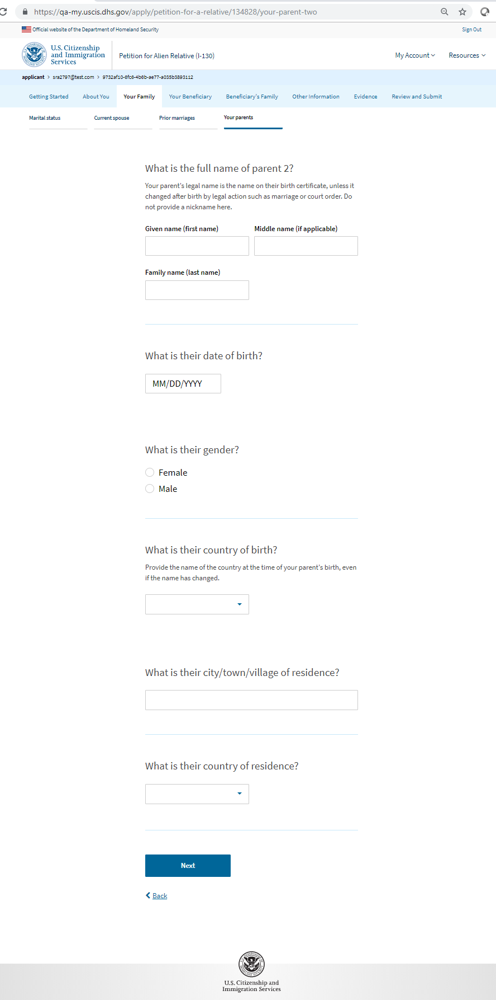 https://qa-my.uscis.dhs.gov/apply/petition-for-a-relative/134828/your-parent-two
Official website of the Department of Homeland Security
Sign Out
U.S. Citizenship
and Immigration
Services
Petition for Alien Relative (I-130)
My Account
Resources
applicant > sra2797@test.com > 9732af10-6fc6-4b6b-ae77-a035b3893112
Getting Started
About You
Your Family
Your Beneficiary
Beneficiary's Family
Other Information
Evidence
Review and Submit
Marital status
Current spouse
Prior marriages
Your parents
What is the full name of parent 2?
Your parent's legal name is the name on their birth certificate, unless it
changed after birth by legal action such as marriage or court order. Do
not provide a nickname here.
Given name (first name)
Middle name (if applicable)
Family name (last name)
What is their date of birth?
MM/DD/YYYY
What is their gender?
Female
Male
What is their country of birth?
Provide the name of the country at the time of your parent's birth, even
if the name has changed.
What is their city/town/village of residence?
What is their country of residence?
Next
Back
U.S. Citizenship and
Immigration Services